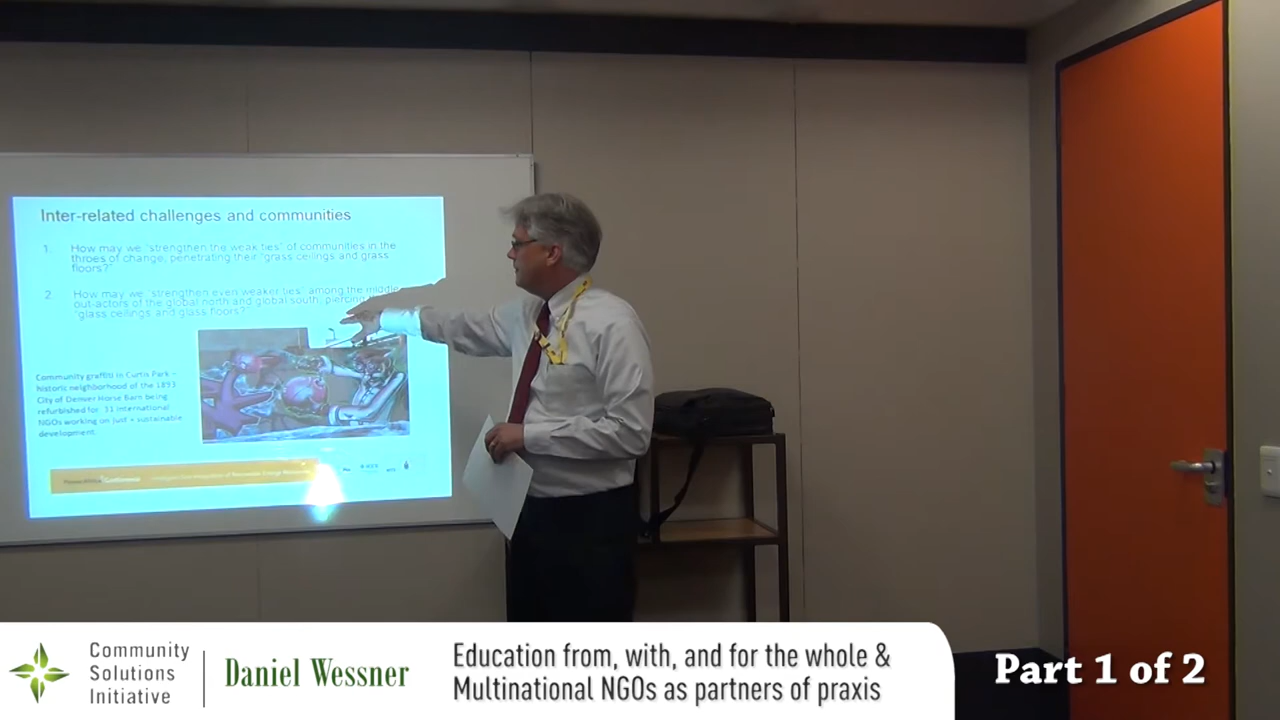 Inter-related challenges and communities
1. How may we "strengthen the weak ties" of communities in the
throes of change, penetrating their "grass ceilings and grass
floors?"
2. How may we "strengthen even weaker ties" among the middle-
out-actors of the global north and global south, piercing
"glass ceilings and glass floors?"
Community graffiti in Curtis Park –
historic neighborhood of the 1893
City of Denver Horse Barn being
refurbished for 31 international
NGOs working on just + sustainable
development.
Conference
Community
Solutions
Initiative
Daniel Wessner
Education from, with, and for the whole &
Multinational NGOs as partners of praxis
Part 1 of 2